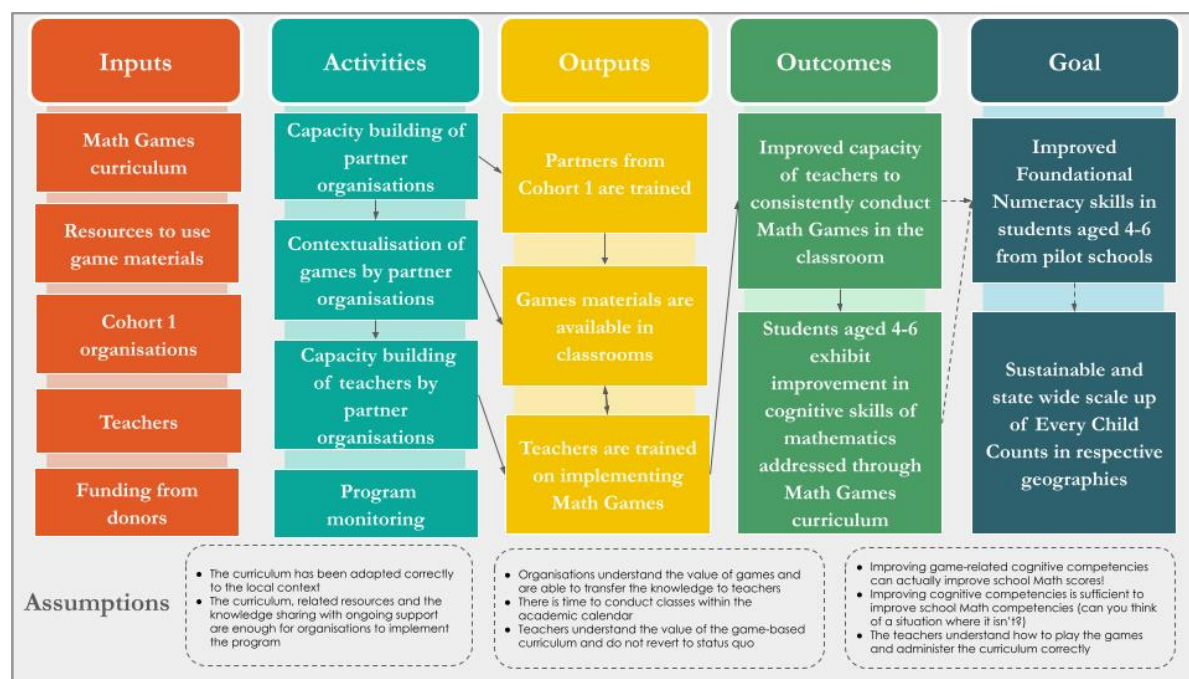 Inputs
Activities
Outputs
Outcomes
Goal
Math Games
curriculum
Resources to use
game materials
Cohort 1
organisations
Teachers
Funding from
donors
Capacity building of
partner
organisations
Contextualisation of
games by partner
organisations
Capacity building
of teachers by
partner
organisations
Program
monitoring
Partners from
Cohort 1 are trained
Games materials are
available in
classrooms
Teachers are trained
on implementing
Math Games
Improved capacity
of teachers to
consistently conduct
Math Games in the
classroom
Students aged 4-6
exhibit
improvement in
cognitive skills of
mathematics
addressed through
Math Games
curriculum
Improved
Foundational
Numeracy skills in
students aged 4-6
from pilot schools
Sustainable and
state wide scale up
of Every Child
Counts in respective
geographies
Assumptions
● The curriculum has been adapted correctly
to the local context
● The curriculum, related resources and the
knowledge sharing with ongoing support
are enough for organisations to implement
the program
● Organisations understand the value of games and
are able to transfer the knowledge to teachers
● There is time to conduct classes within the
academic calendar
● Teachers understand the value of the game-based
curriculum and do not revert to status quo
● Improving game-related cognitive competencies
can actually improve school Math scores!
● Improving cognitive competencies is sufficient to
improve school Math competencies (can you think
of a situation where it isn't?)
● The teachers understand how to play the games
and administer the curriculum correctly